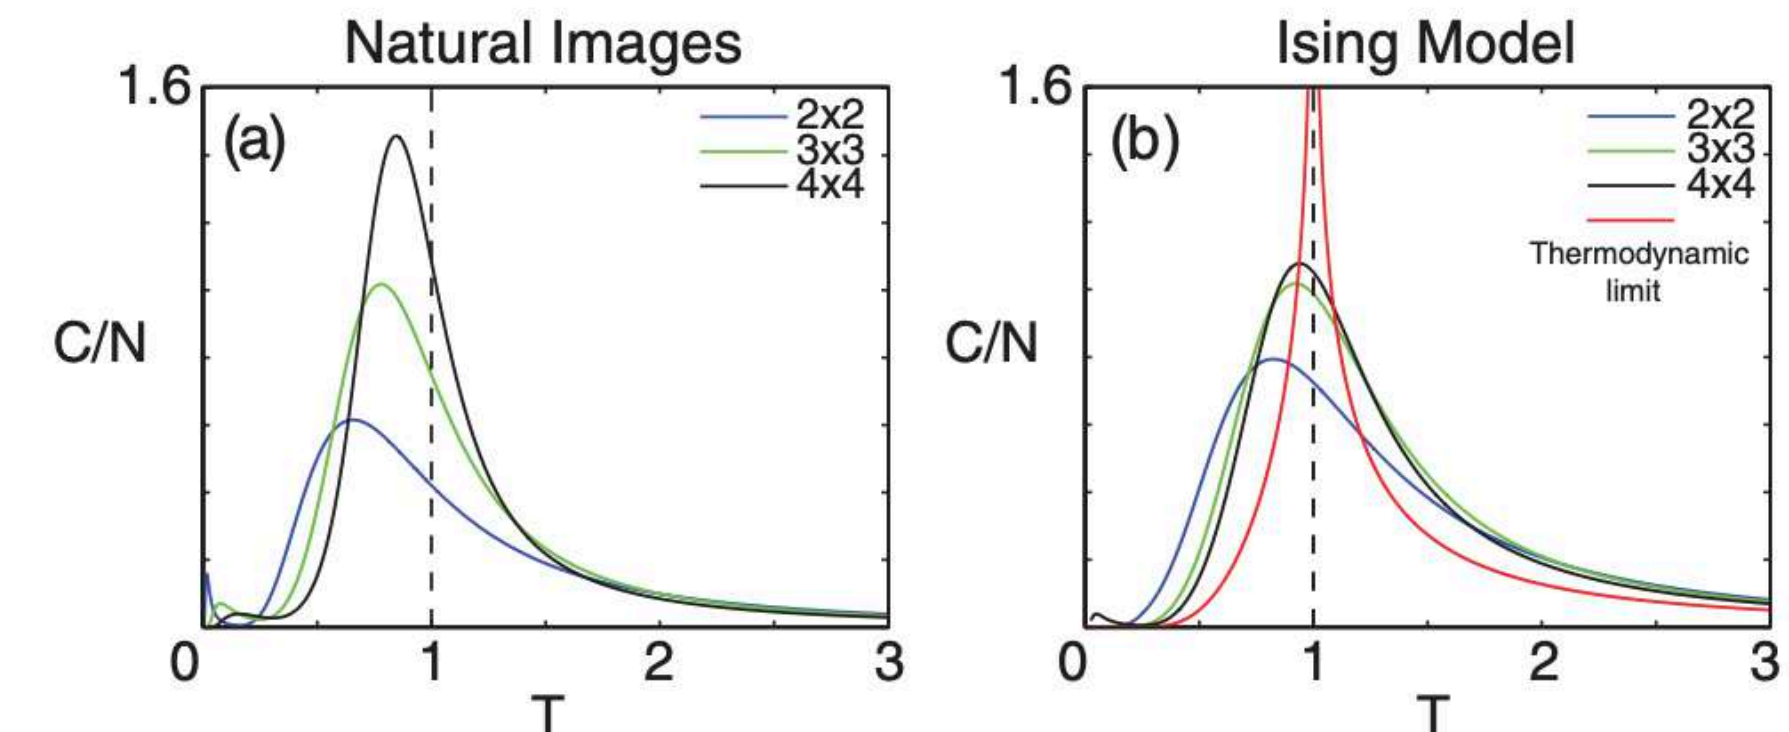 Natural Images
1.6
(a)
2x2
3x3
4x4
C/N
0 1 2 3
T
Ising Model
1.6
(b)
2x2
3x3
4x4
Thermodynamic
limit
C/N
0 1 2 3
T